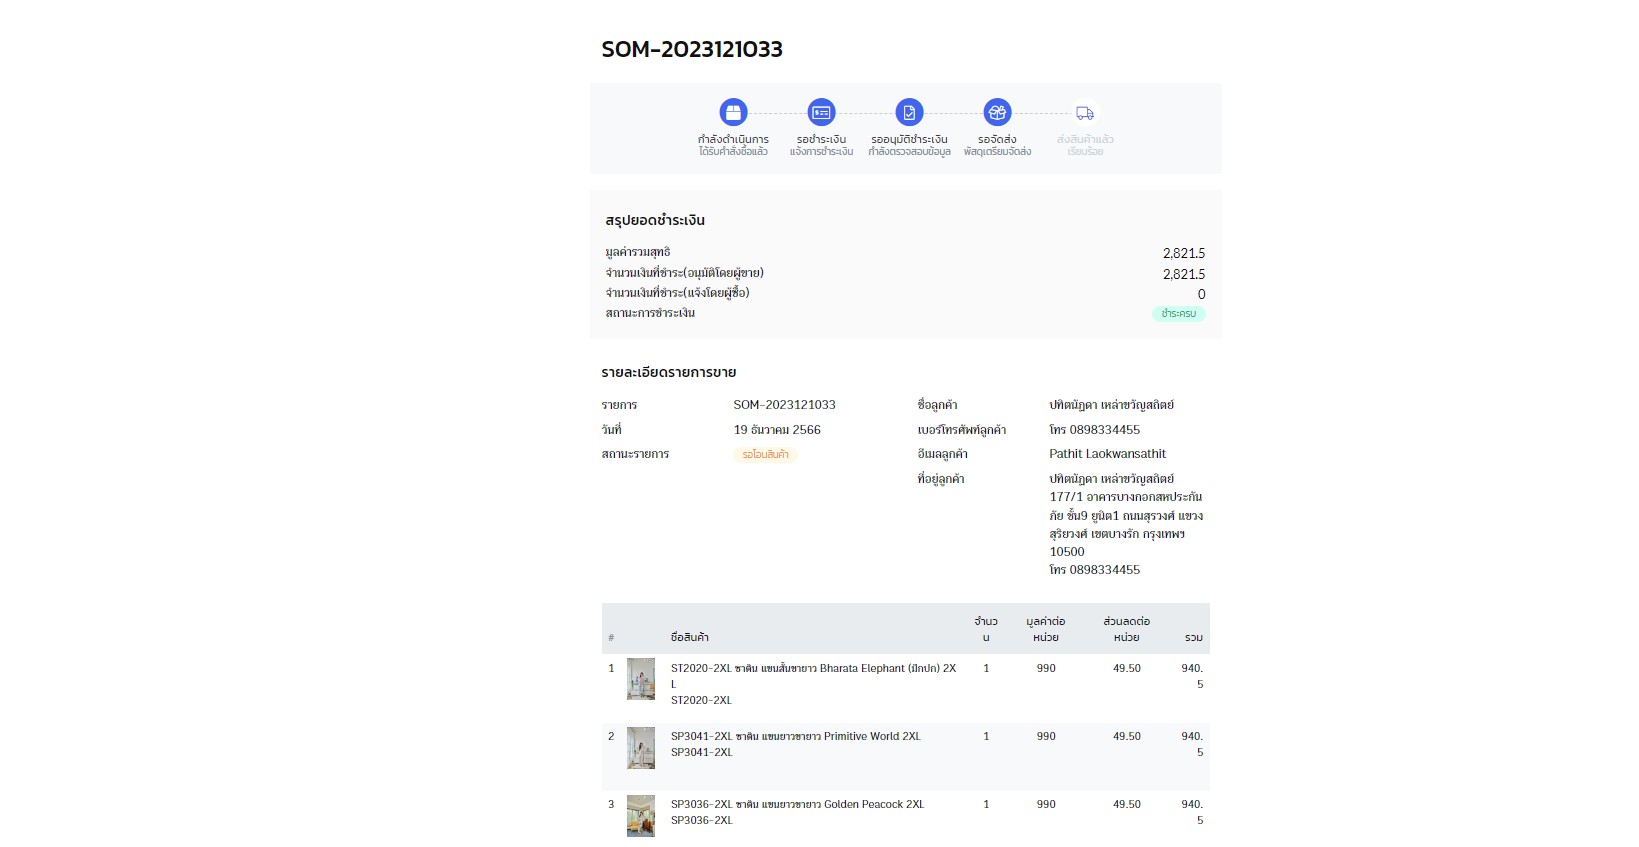 SOM-2023121033
กำลังดำเนินการ
ได้รับคำสั่งซื้อแล้ว
รอชำระเงิน
แจ้งการชำระเงิน
รออนุมัติชำระเงิน
กำลังตรวจสอบข้อมูล
รอจัดส่ง
พัสดุเตรียมจัดส่ง
ส่งสินค้าแล้ว
เรียบร้อย
สรุปยอดชำระเงิน
มูลค่ารวมสุทธิ 2,821.5
จำนวนเงินที่ชำระ(อนุมัติโดยผู้ขาย) 2,821.5
จำนวนเงินที่ชำระ(แจ้งโดยผู้ซื้อ) 0
สถานะการชำระเงิน ชำระครบ
รายละเอียดรายการขาย
รายการ SOM-2023121033
วันที่ 19 ธันวาคม 2566
สถานะรายการ รอโอนสินค้า
ชื่อลูกค้า ปทิตนัฏดา เหล่าขวัญสถิตย์
เบอร์โทรศัพท์ลูกค้า โทร 0898334455
อีเมลลูกค้า Pathit Laokwansathit
ที่อยู่ลูกค้า ปทิตนัฏดา เหล่าขวัญสถิตย์
177/1 อาคารบางกอกสหประกัน
ภัย ชั้น9 ยูนิต1 ถนนสุรวงศ์ แขวง
สุริยวงศ์ เขตบางรัก กรุงเทพฯ
10500
โทร 0898334455
# ชื่อสินค้า จำนว
น มูลค่าต่อ
หน่วย ส่วนลดต่อ
หน่วย รวม
1 ST2020-2XL ซาติน แขนสั้นขายาว Bharata Elephant (มีกปก) 2X 1 990 49.50 940.
L 5
ST2020-2XL
2 SP3041-2XL ซาติน แขนยาวขายาว Primitive World 2XL 1 990 49.50 940.
SP3041-2XL 5
3 SP3036-2XL ซาติน แขนยาวขายาว Golden Peacock 2XL 1 990 49.50 940.
SP3036-2XL 5